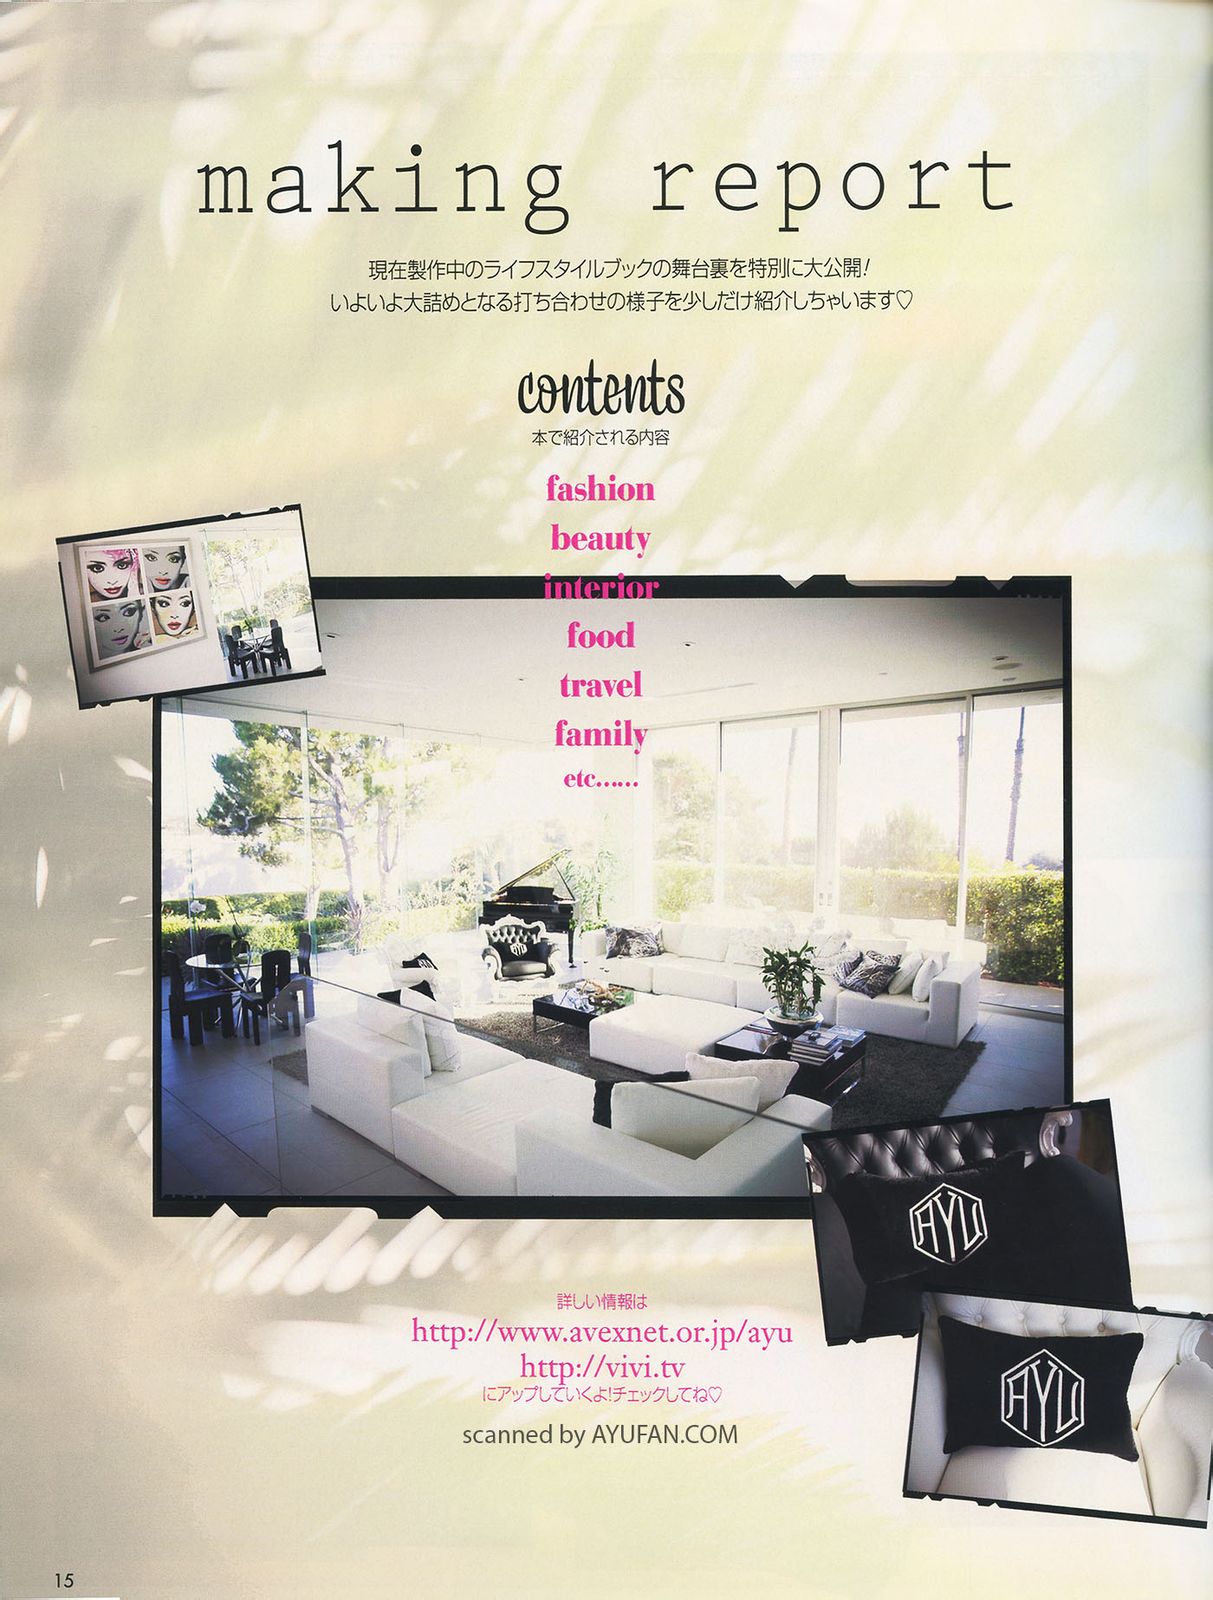 making report
現在製作中のライフスタイルブックの舞台裏を特別に大公開!
いよいよ大詰めとなる打ち合わせの様子を少しだけ紹介しちゃいます♡
contents
本で紹介される内容
fashion
beauty
interior
food
travel
family
etc......
AYU
AYU
AYU
詳しい情報は
http://www.avexnet.or.jp/ayu
http://vivi.tv
にアップしていくよ!チェックしてね♡
scanned by AYUFAN.COM
15